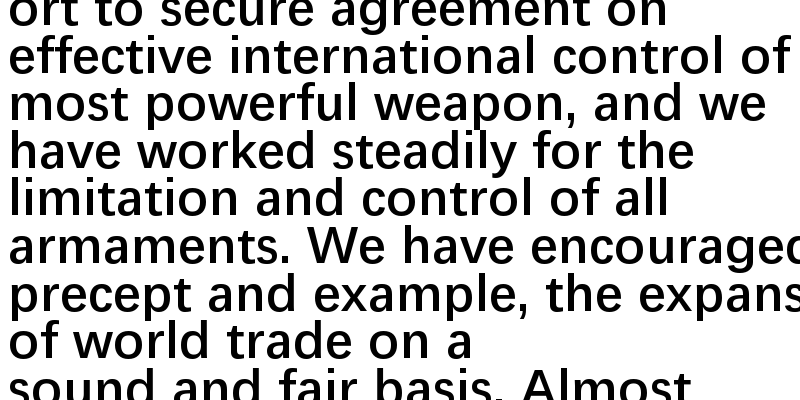 ort to secure agreement on
effective international control of
most powerful weapon, and we
have worked steadily for the
limitation and control of all
armaments. We have encouraged
precept and example, the expans
of world trade on a
sound and fair basis. Almost